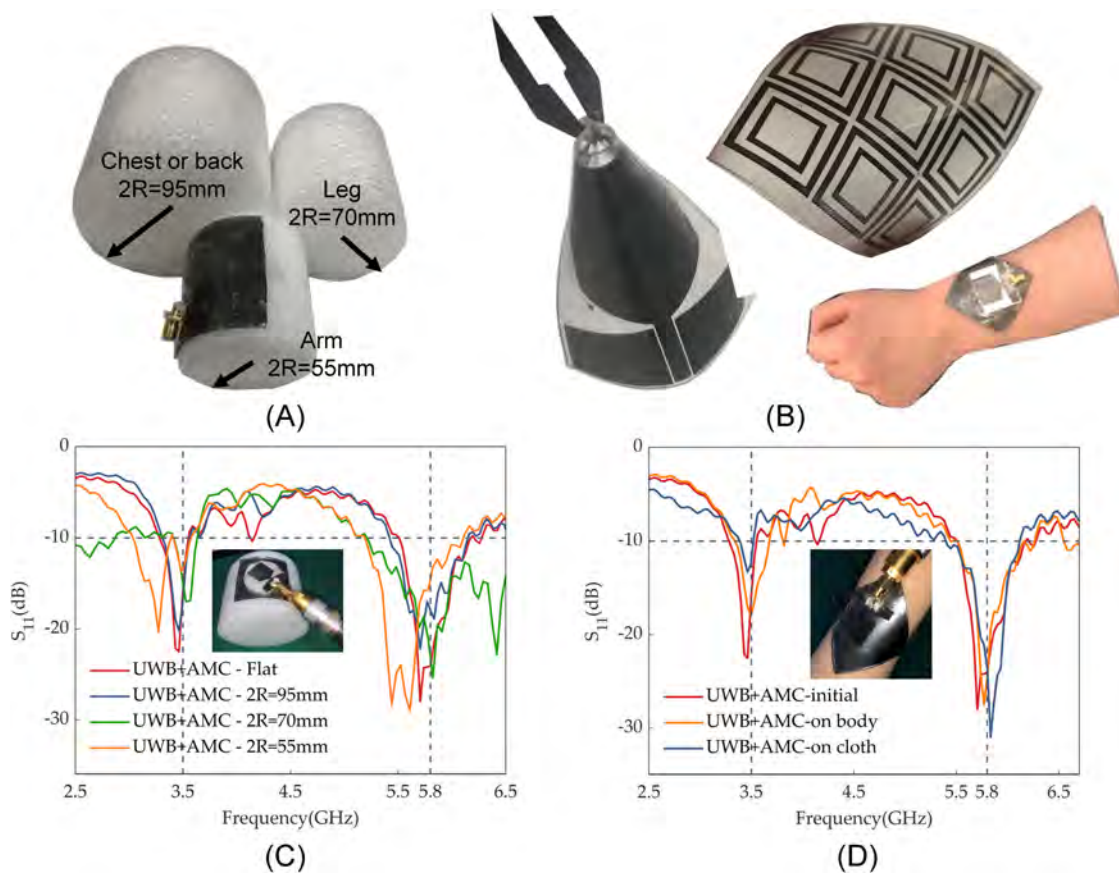 Chest or back
2R=95mm
Leg
2R=70mm
Arm
2R=55mm
(A)
(B)
0
-10
-20
-30
S11(dB)
UWB+AMC - Flat
UWB+AMC - 2R=95mm
UWB+AMC - 2R=70mm
UWB+AMC - 2R=55mm
2.5 3.5 4.5 5.5 5.8 6.5
Frequency(GHz)
(C)
0
-10
-20
-30
S11(dB)
UWB+AMC-initial
UWB+AMC-on body
UWB+AMC-on cloth
2.5 3.5 4.5 5.5 5.8 6.5
Frequency(GHz)
(D)